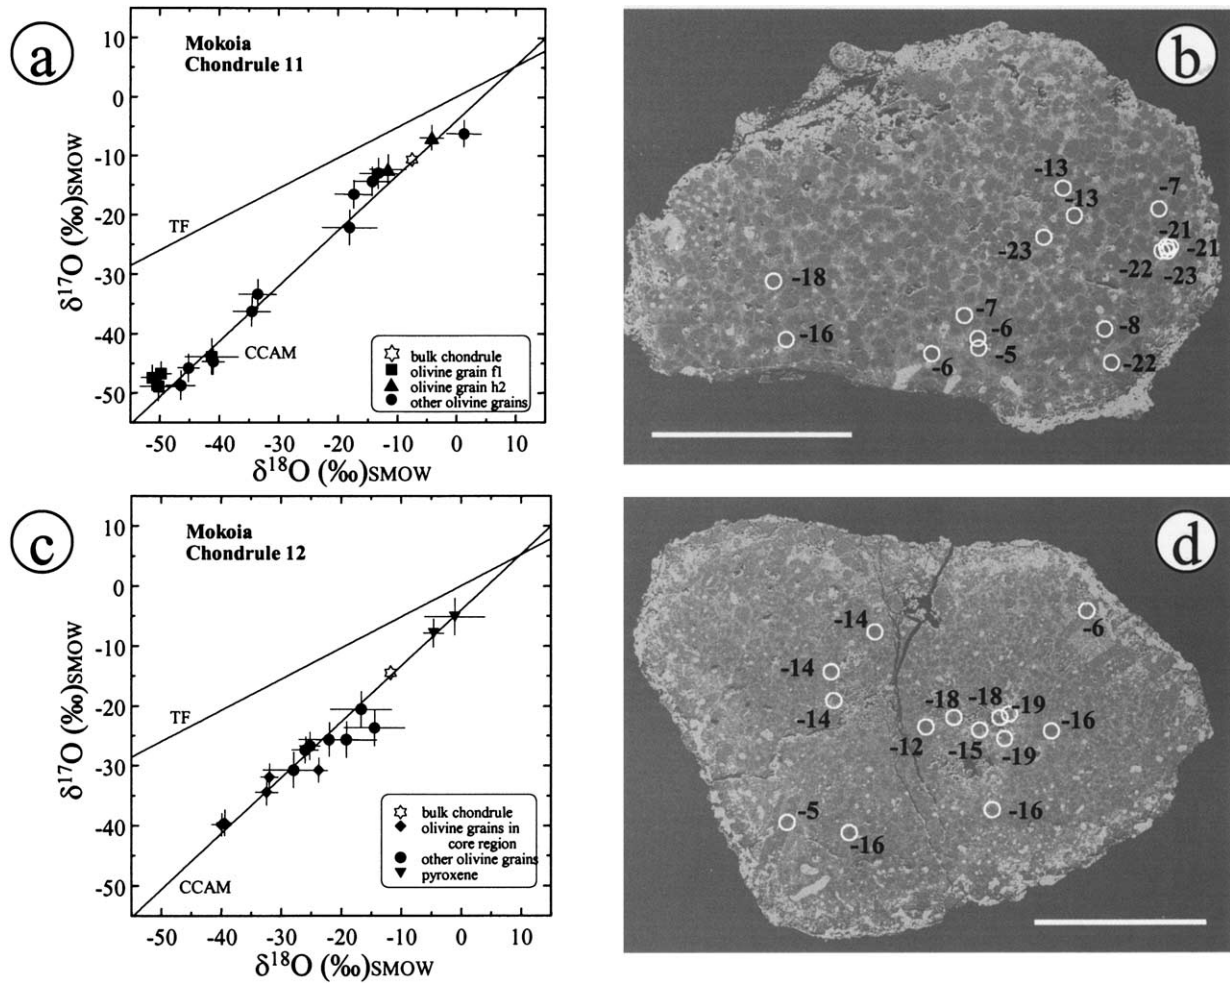 a
Mokoia
Chondrule 11
10
0
-10
-20
-30
-40
-50
δ¹⁷O (‰)SMOW
TF
CCAM
bulk chondrule
olivine grain f1
olivine grain h2
other olivine grains
-50 -40 -30 -20 -10 0 10
δ¹⁸O (‰)SMOW
b
-13
-13
-7
-23
-21
-21
-22
-23
-18
-7
-6
-8
-16
-6
-5
-22
c
Mokoia
Chondrule 12
10
0
-10
-20
-30
-40
-50
δ¹⁷O (‰)SMOW
TF
CCAM
bulk chondrule
olivine grains in
core region
other olivine grains
pyroxene
-50 -40 -30 -20 -10 0 10
δ¹⁸O (‰)SMOW
d
-14
-6
-14
-14
-18
-18
-19
-16
-12
-15
-19
-5
-16
-16